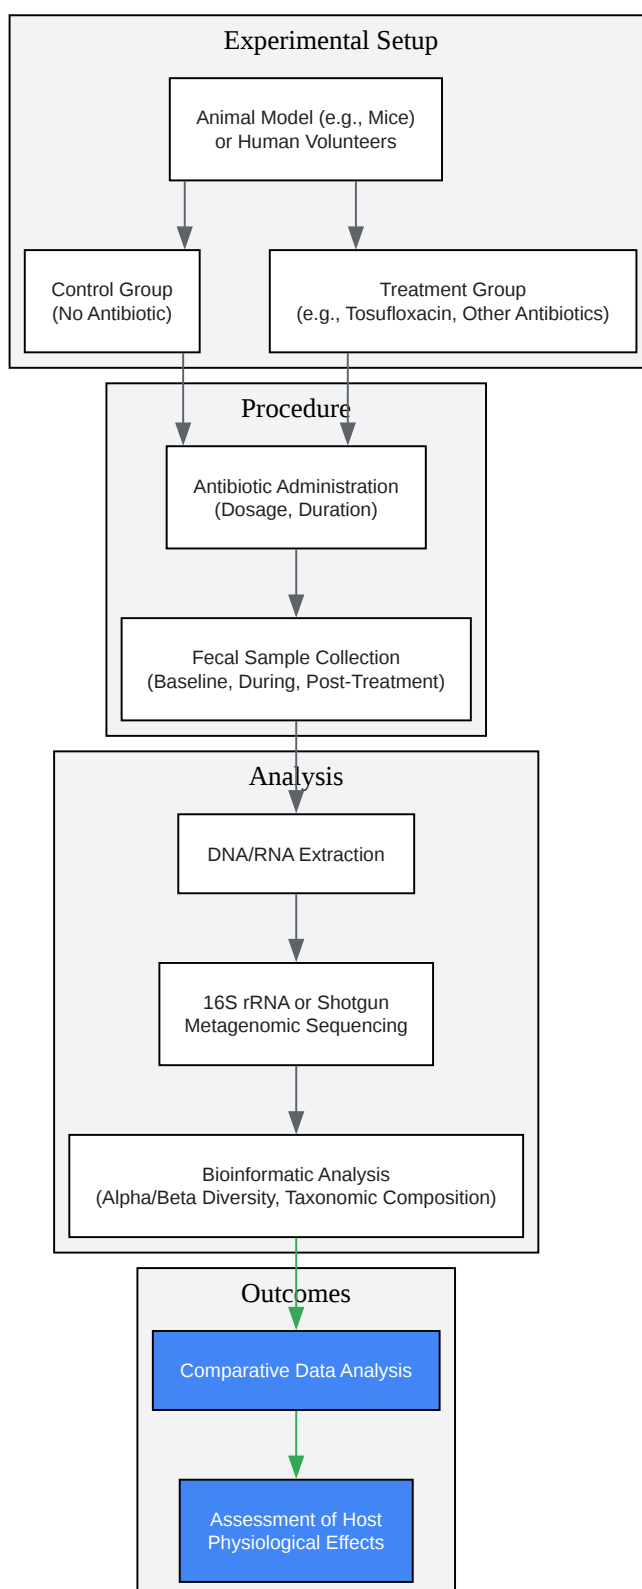 Experimental Setup
Animal Model (e.g., Mice)
or Human Volunteers
Control Group
(No Antibiotic)
Treatment Group
(e.g., Tosufloxacin, Other Antibiotics)
Procedure
Antibiotic Administration
(Dosage, Duration)
Fecal Sample Collection
(Baseline, During, Post-Treatment)
Analysis
DNA/RNA Extraction
16S rRNA or Shotgun
Metagenomic Sequencing
Bioinformatic Analysis
(Alpha/Beta Diversity, Taxonomic Composition)
Outcomes
Comparative Data Analysis
Assessment of Host
Physiological Effects